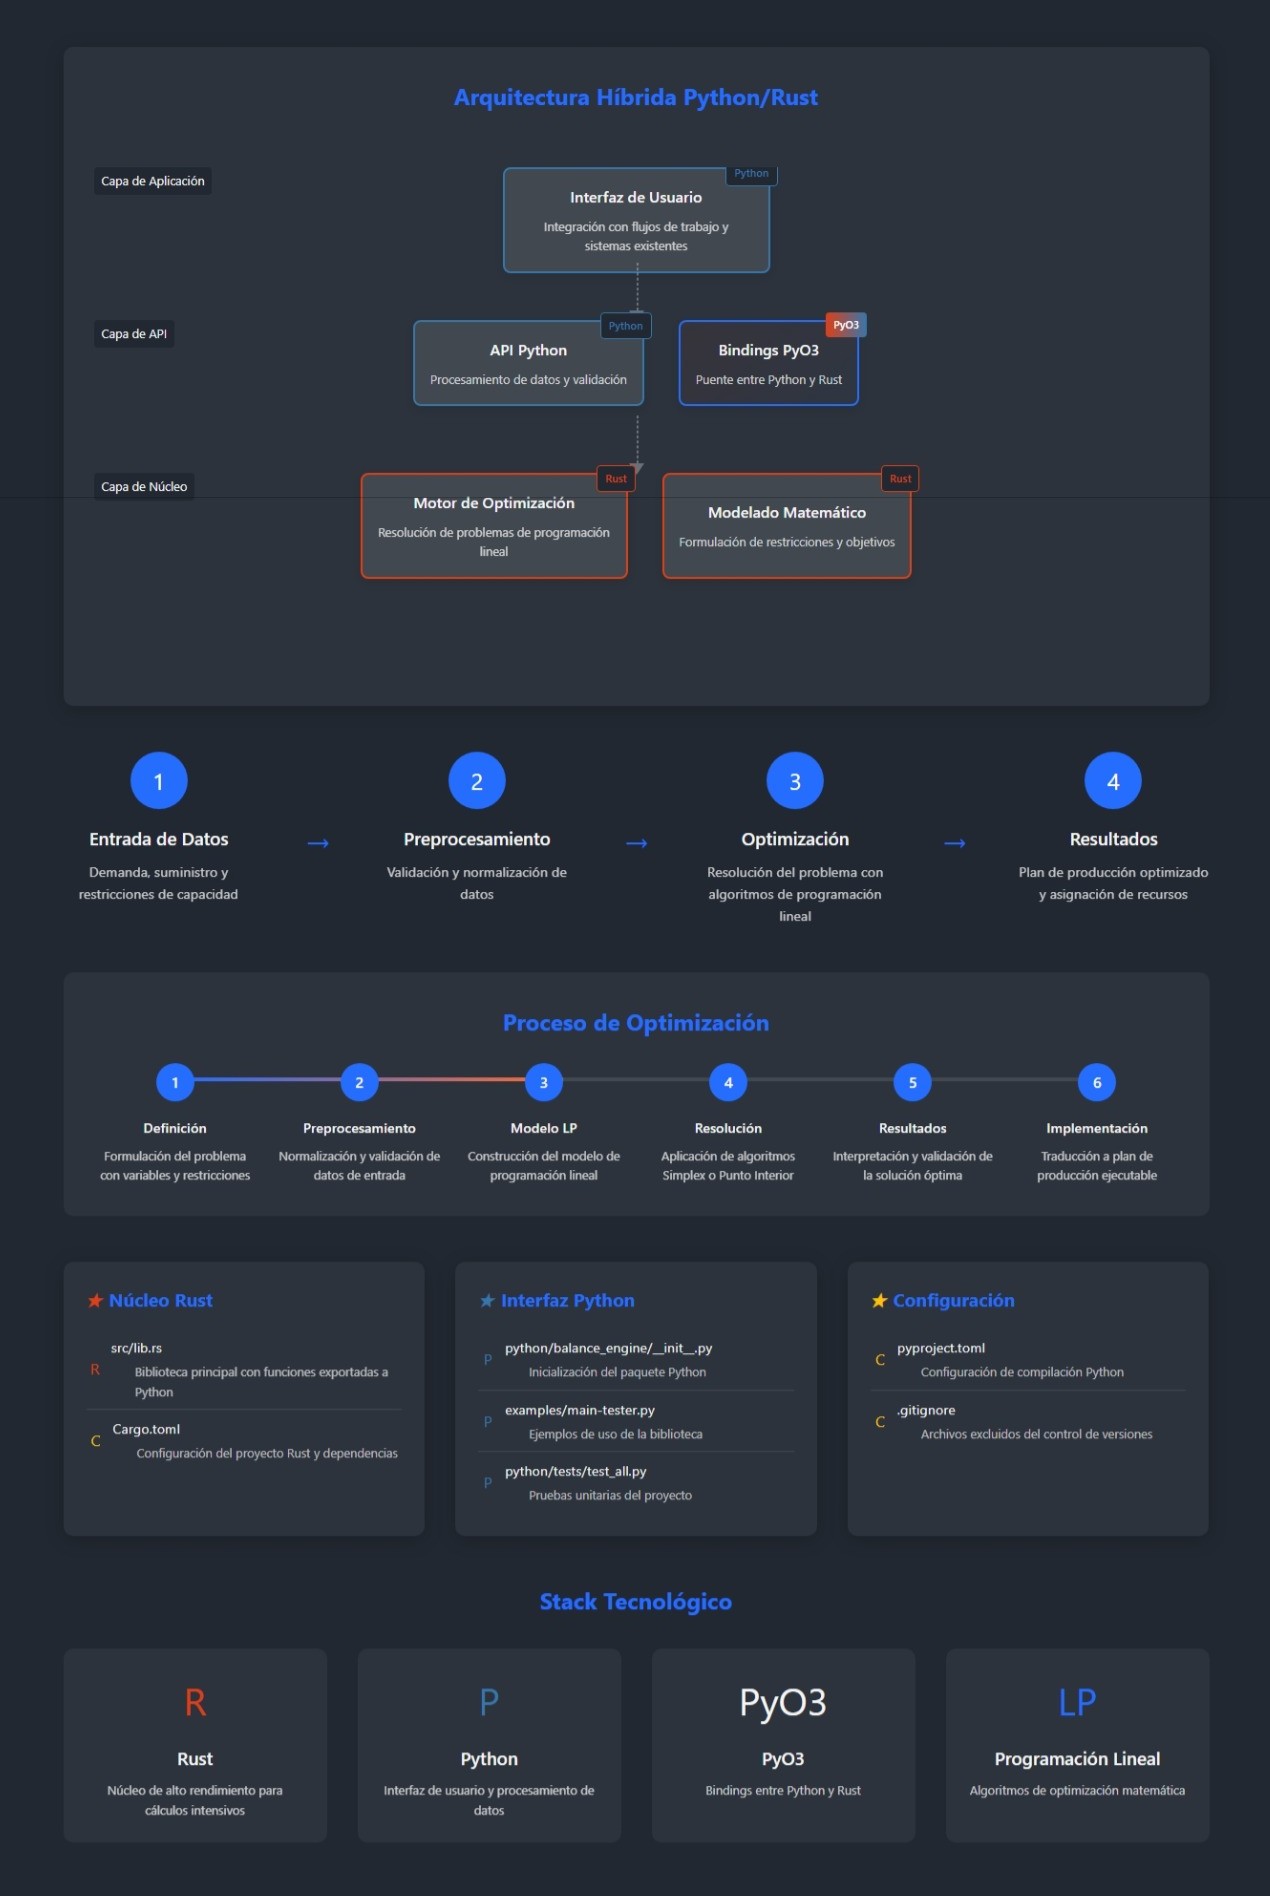 Arquitectura Híbrida Python/Rust
Capa de Aplicación
Python
Interfaz de Usuario
Integración con flujos de trabajo y
sistemas existentes
Capa de API
Python
API Python
Procesamiento de datos y validación
PyO3
Bindings PyO3
Puente entre Python y Rust
Capa de Núcleo
Rust
Motor de Optimización
Resolución de problemas de programación
lineal
Rust
Modelado Matemático
Formulación de restricciones y objetivos
1
Entrada de Datos
Demanda, suministro y
restricciones de capacidad
→
2
Preprocesamiento
Validación y normalización de
datos
→
3
Optimización
Resolución del problema con
algoritmos de programación
lineal
→
4
Resultados
Plan de producción optimizado
y asignación de recursos
Proceso de Optimización
1
Definición
Formulación del problema
con variables y restricciones
2
Preprocesamiento
Normalización y validación de
datos de entrada
3
Modelo LP
Construcción del modelo de
programación lineal
4
Resolución
Aplicación de algoritmos
Simplex o Punto Interior
5
Resultados
Interpretación y validación de
la solución óptima
6
Implementación
Traducción a plan de
producción ejecutable
★ Núcleo Rust
R
src/lib.rs
Biblioteca principal con funciones exportadas a
Python
C
Cargo.toml
Configuración del proyecto Rust y dependencias
★ Interfaz Python
P
python/balance_engine/__init__.py
Inicialización del paquete Python
P
examples/main-tester.py
Ejemplos de uso de la biblioteca
P
python/tests/test_all.py
Pruebas unitarias del proyecto
★ Configuración
C
pyproject.toml
Configuración de compilación Python
C
.gitignore
Archivos excluidos del control de versiones
Stack Tecnológico
R
Rust
Núcleo de alto rendimiento para
cálculos intensivos
P
Python
Interfaz de usuario y procesamiento de
datos
PyO3
PyO3
Bindings entre Python y Rust
LP
Programación Lineal
Algoritmos de optimización matemática